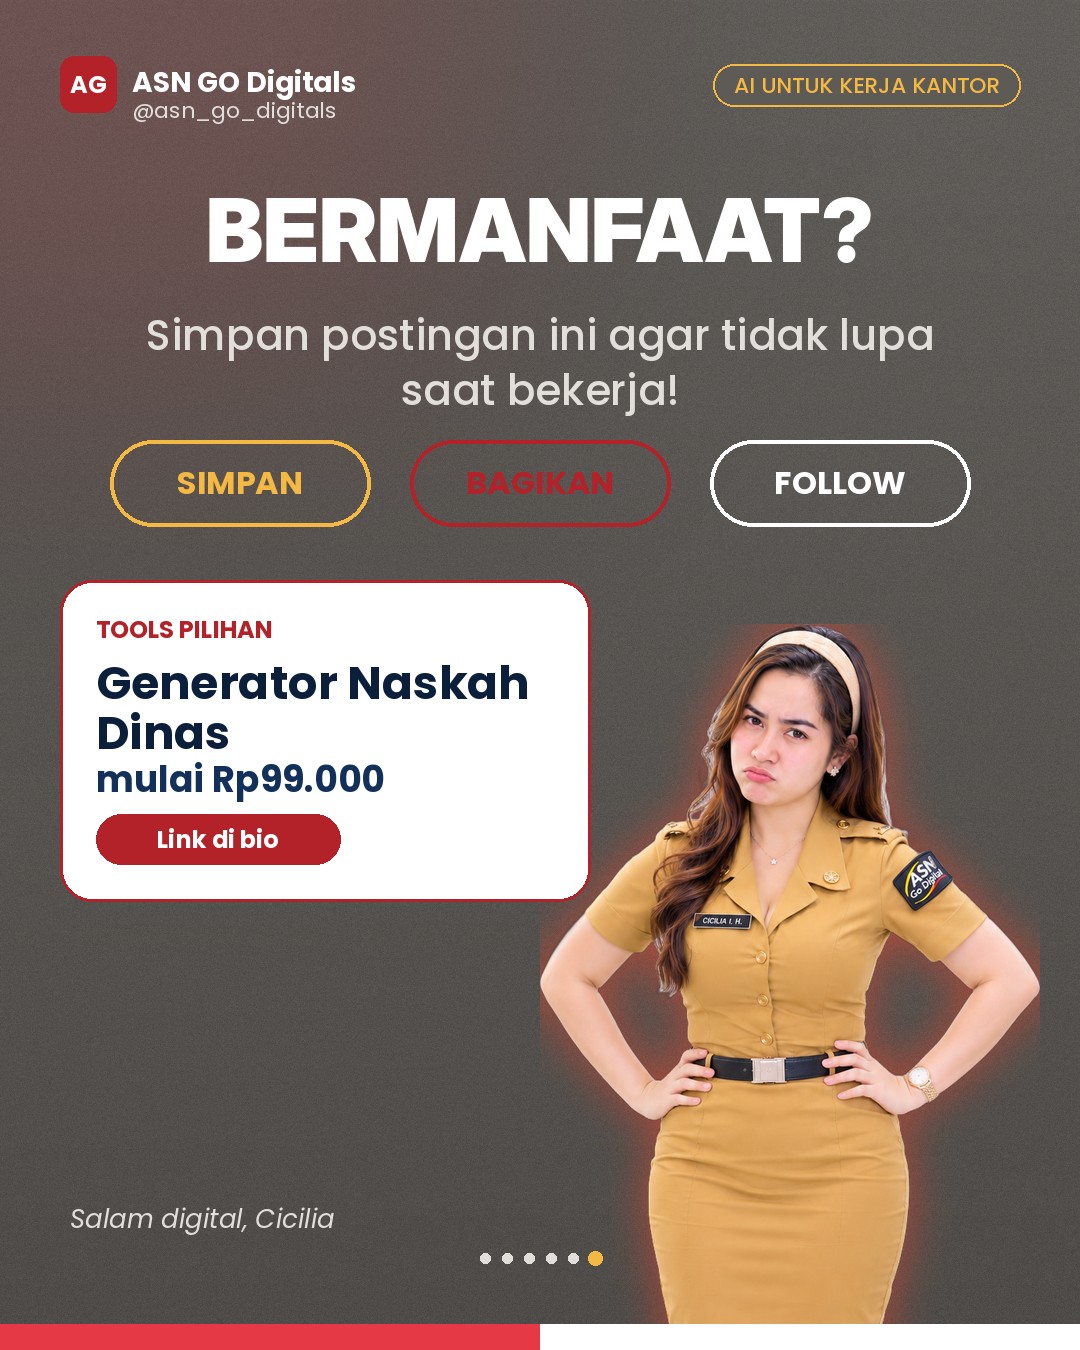 AG
ASN GO Digitals
@asn_go_digitals
AI UNTUK KERJA KANTOR
BERMANFAAT?
Simpan postingan ini agar tidak lupa
saat bekerja!
SIMPAN
BAGIKAN
FOLLOW
TOOLS PILIHAN
Generator Naskah
Dinas
mulai Rp99.000
Link di bio
ASN
Go Digital
CICILIA I. H.
Salam digital, Cicilia